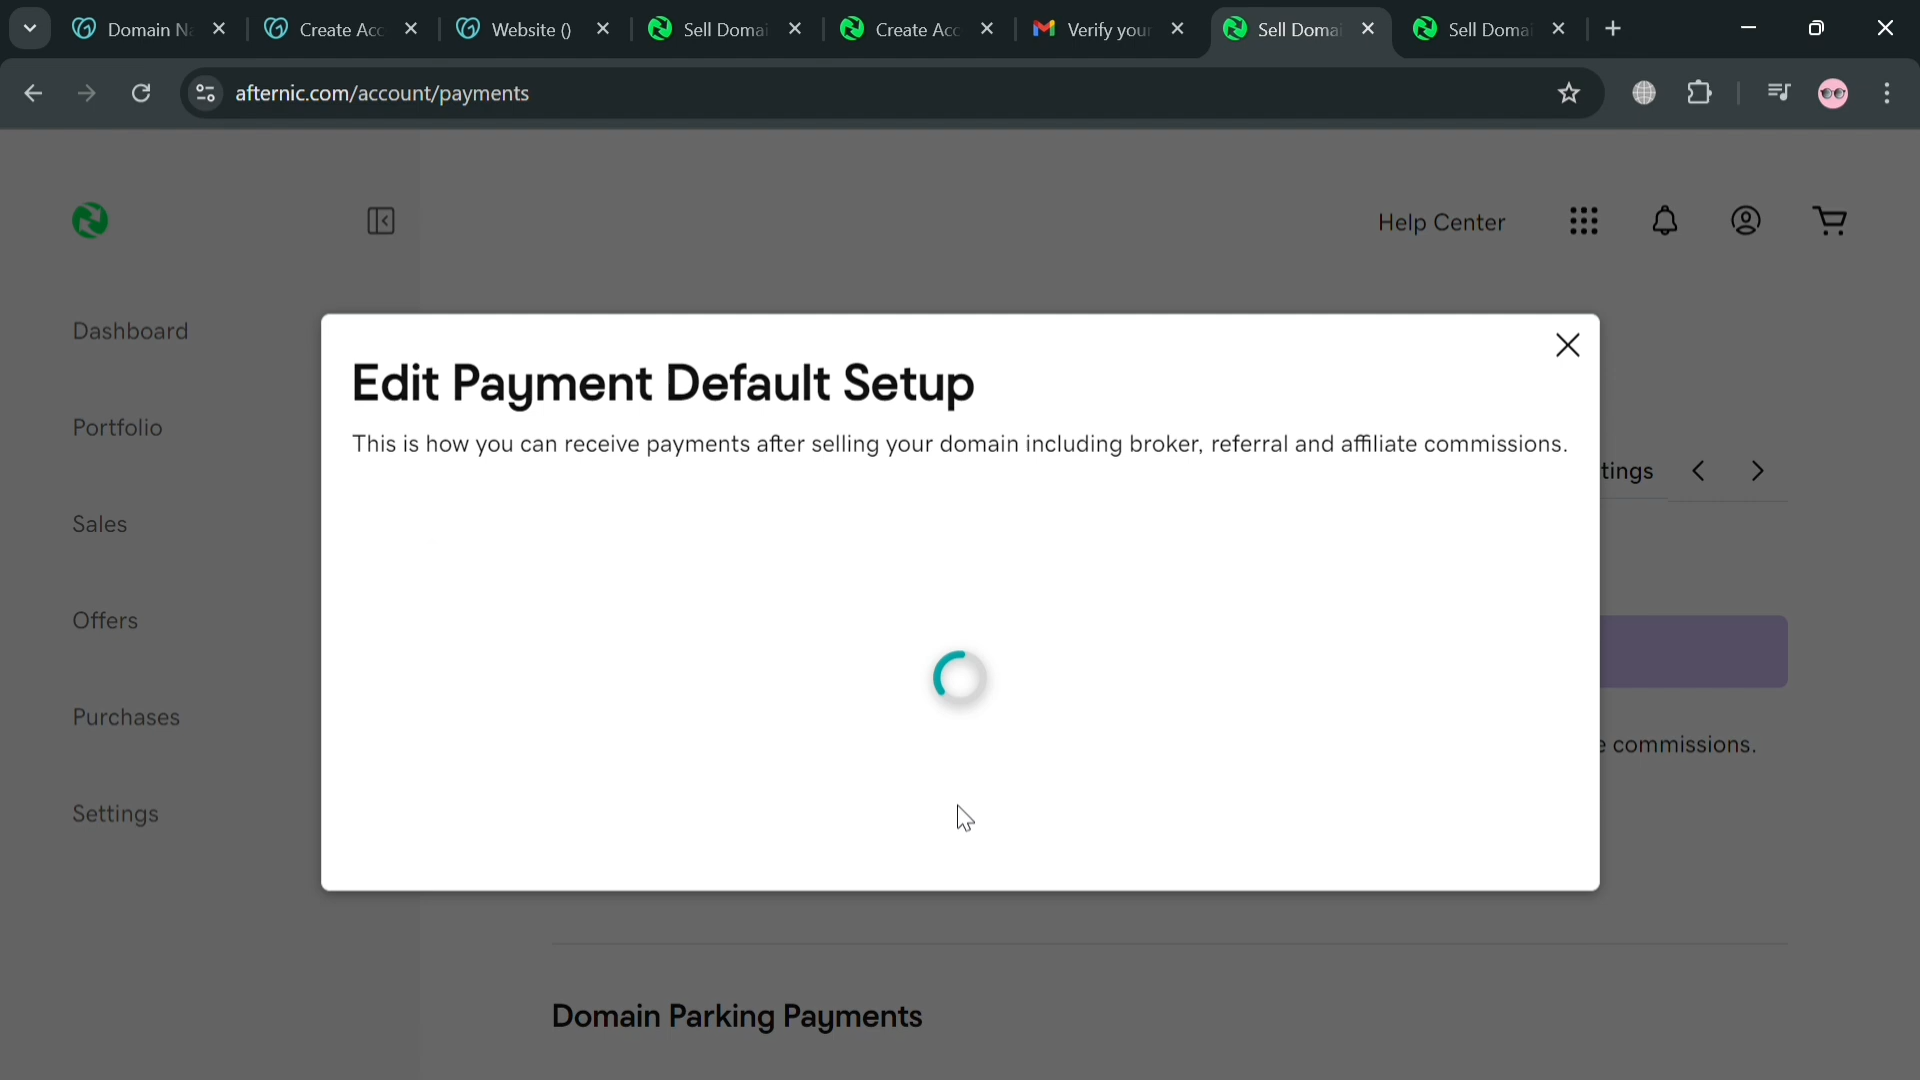 Domain Na
Create Acc
Website ()
Sell Domai
Create Acc
Verify your
Sell Domai
Sell Domai
afternic.com/account/payments
Help Center
Dashboard
Portfolio
Sales
Offers
Purchases
Settings
Edit Payment Default Setup
This is how you can receive payments after selling your domain including broker, referral and affiliate commissions.
tings
e commissions.
Domain Parking Payments